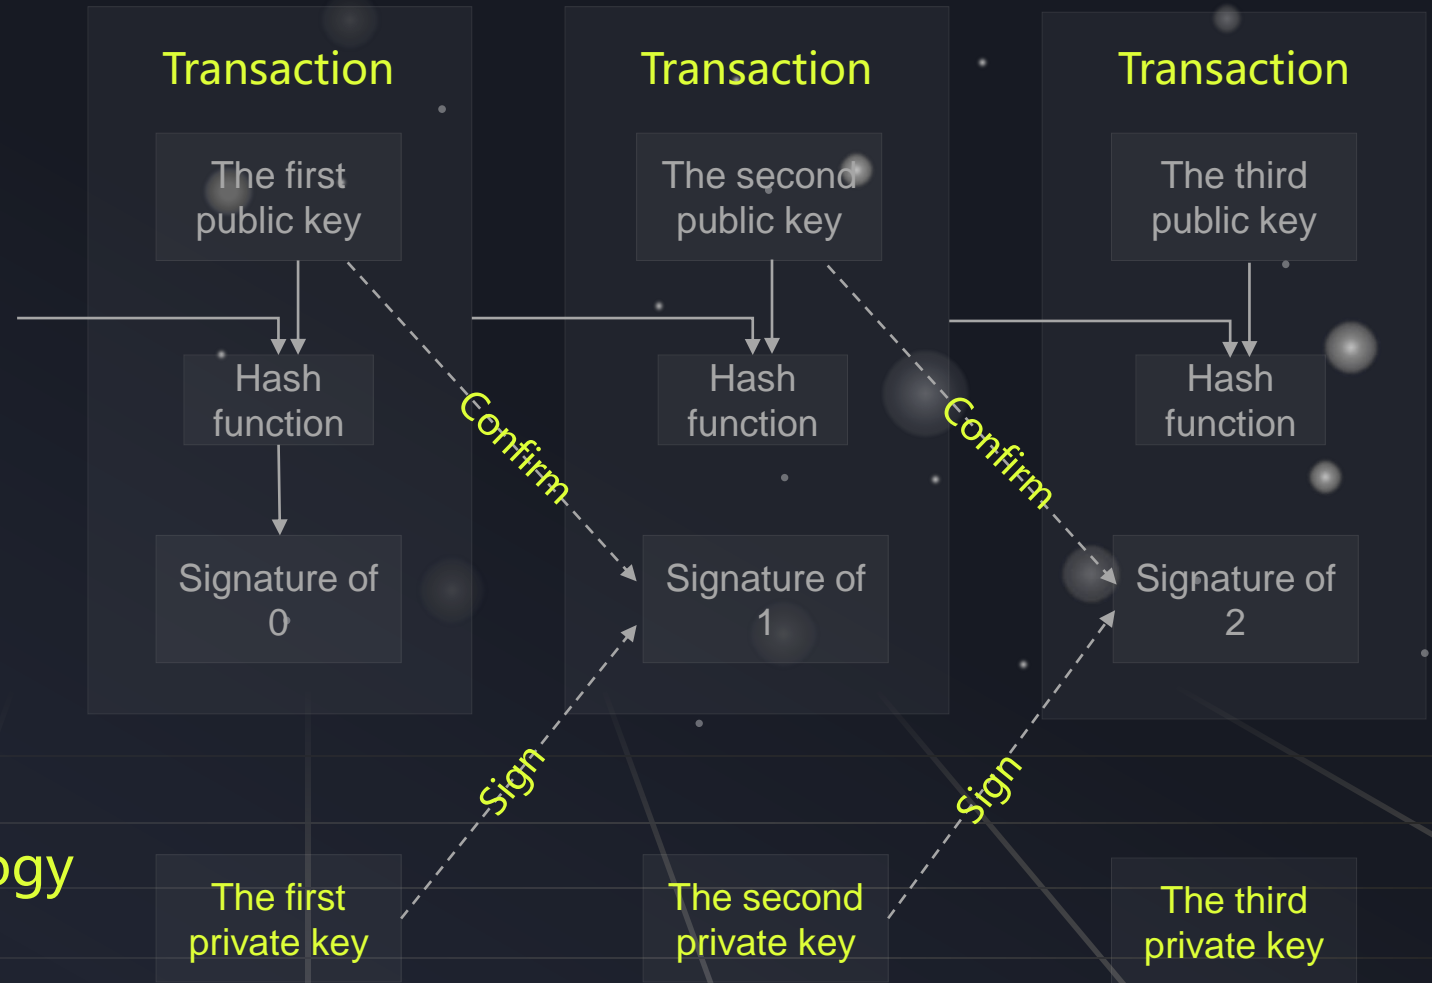 Transaction
The first
public key
Hash
function
Signature of
0
Transaction
The second
public key
Hash
function
Signature of
1
Transaction
The third
public key
Hash
function
Signature of
2
Confirm
Confirm
Sign
Sign
ogy
The first
private key
The second
private key
The third
private key